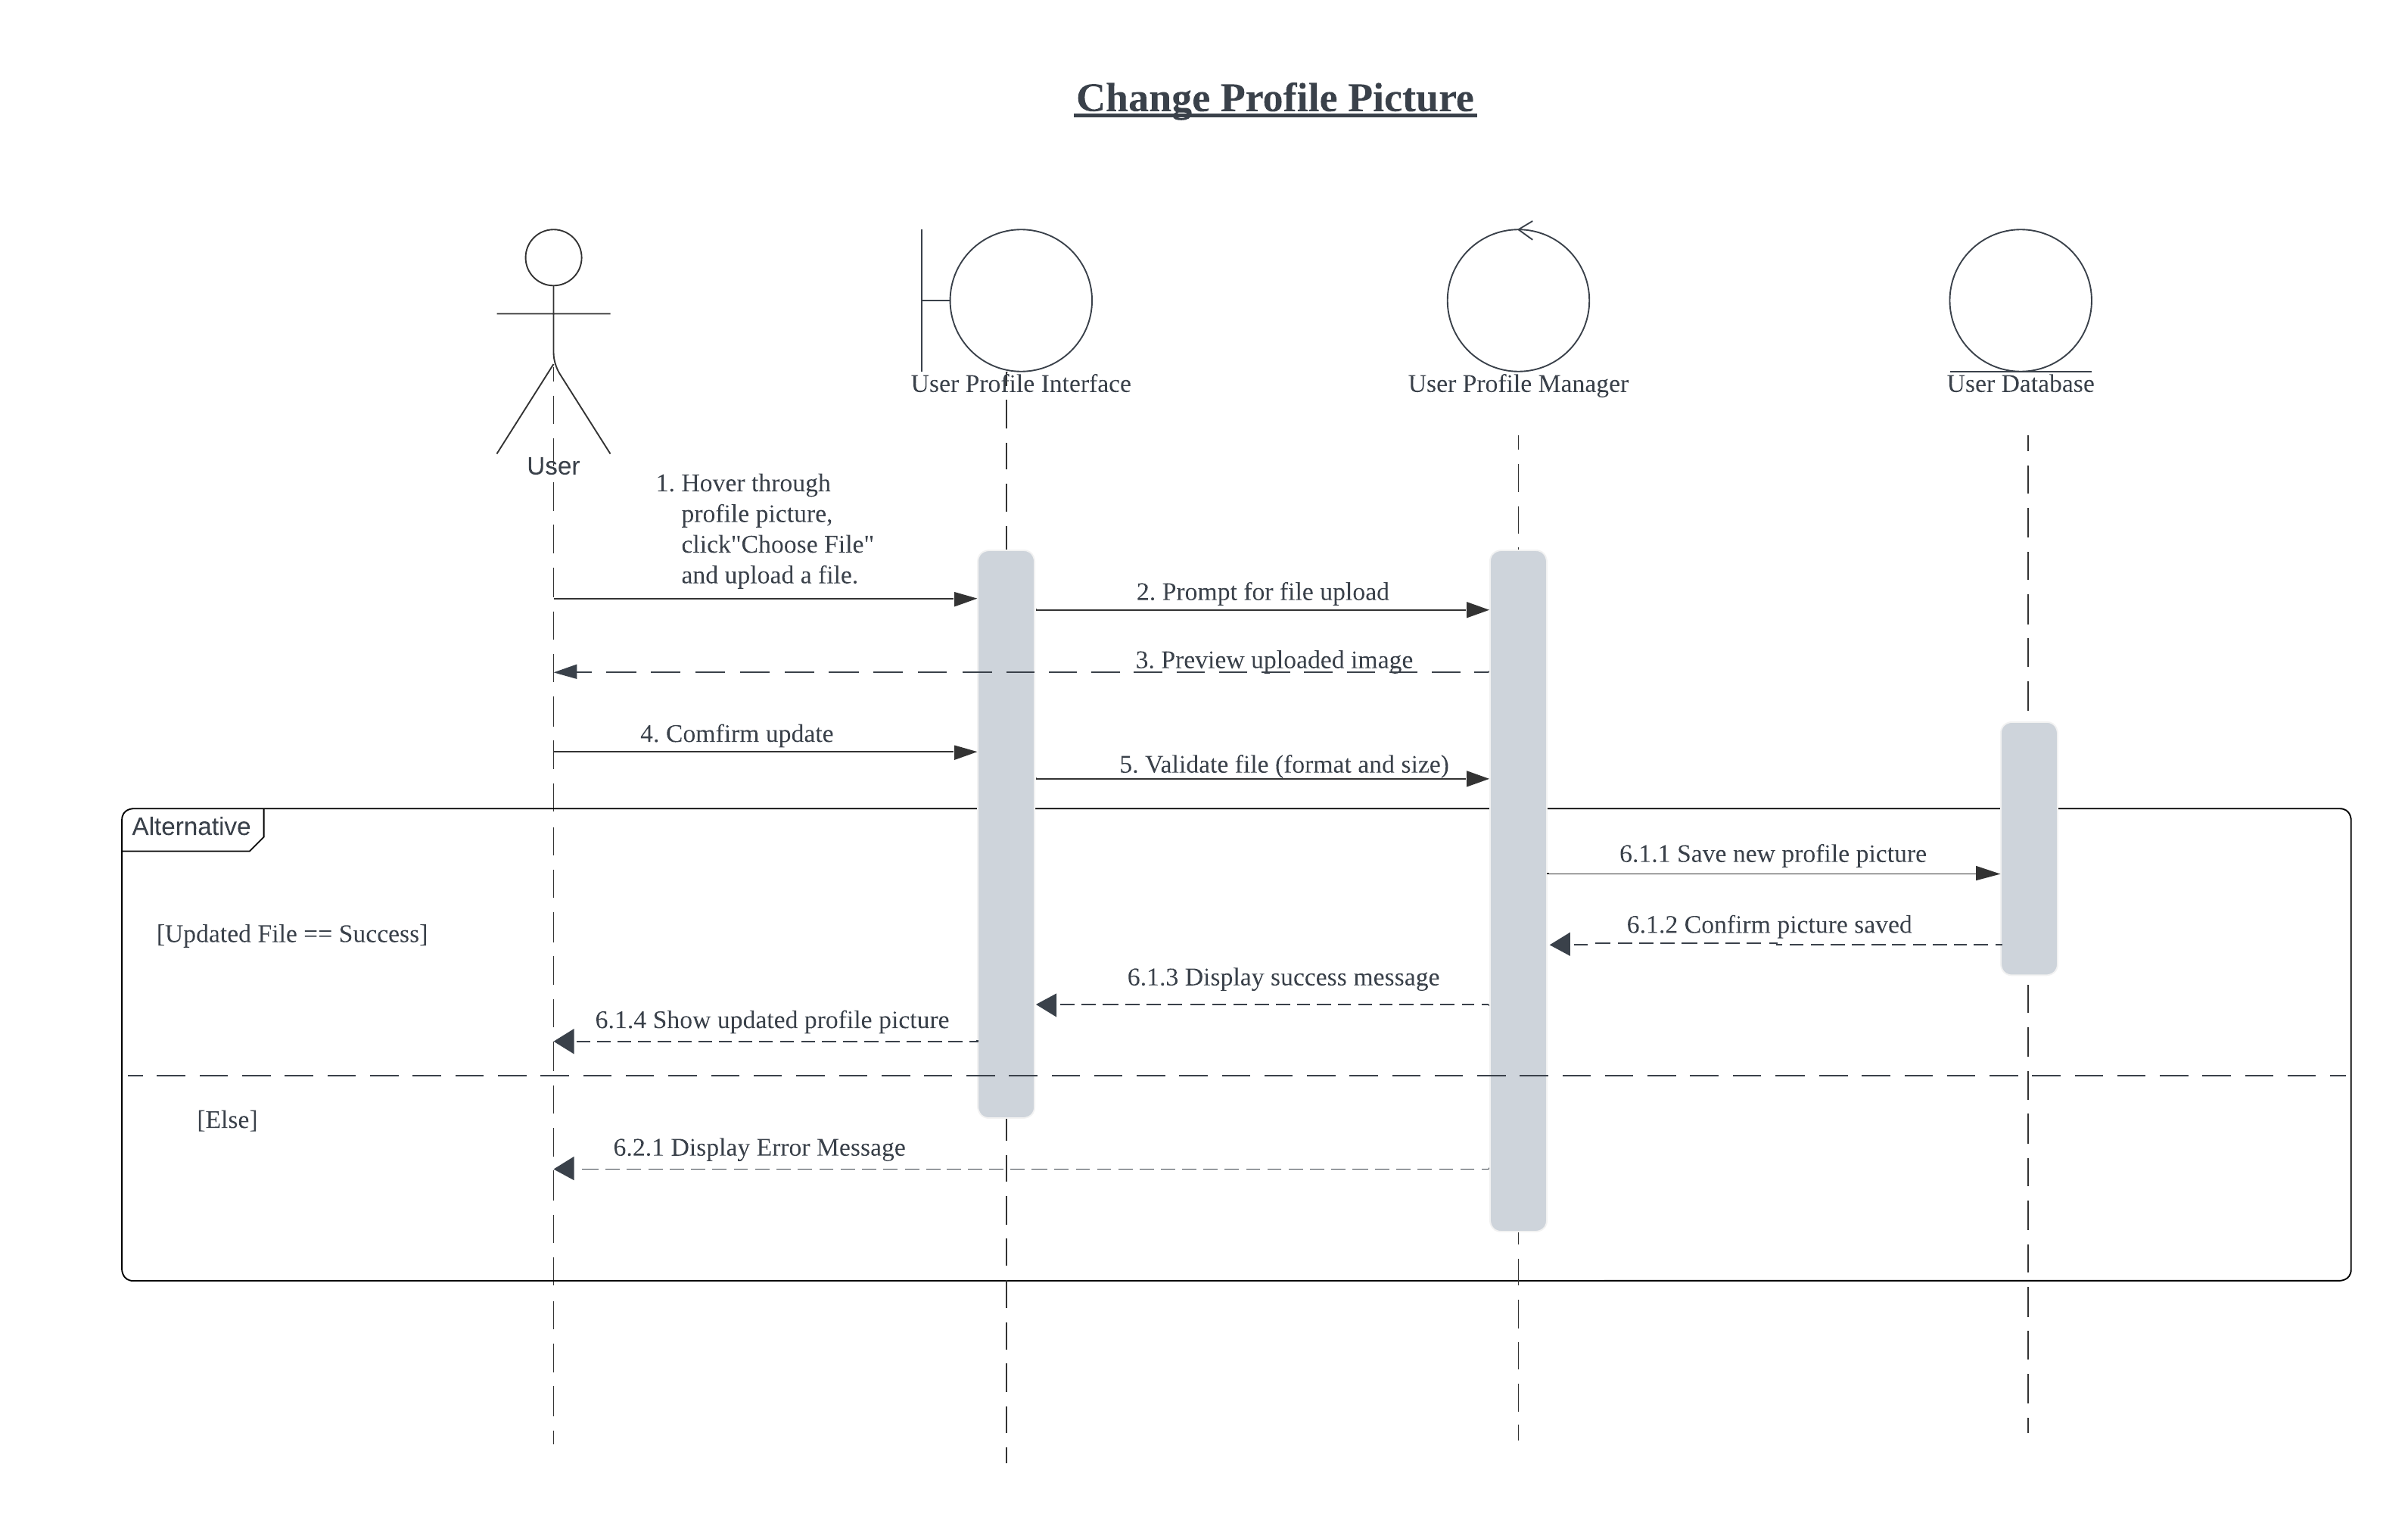 Change Profile Picture
User Profile Interface
User Profile Manager
User Database
User
1. Hover through
profile picture,
click"Choose File"
and upload a file.
2. Prompt for file upload
3. Preview uploaded image
4. Comfirm update
5. Validate file (format and size)
Alternative
6.1.1 Save new profile picture
[Updated File == Success]
6.1.2 Confirm picture saved
6.1.3 Display success message
6.1.4 Show updated profile picture
[Else]
6.2.1 Display Error Message